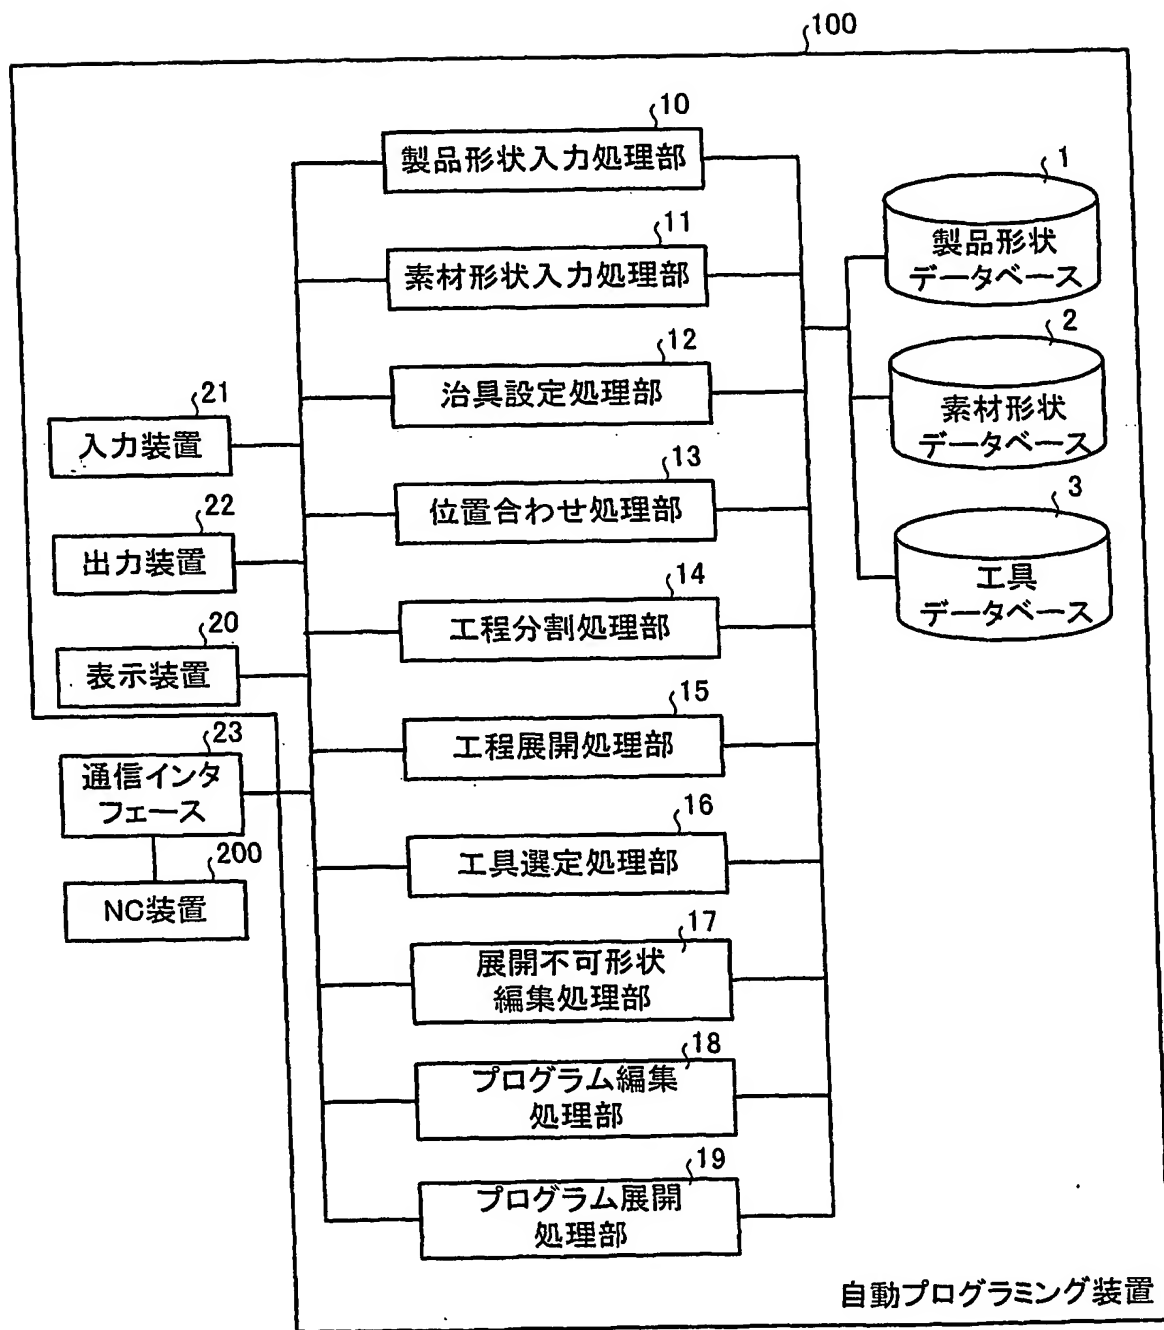 100
10
製品形状入力処理部
11
素材形状入力処理部
12
治具設定処理部
13
位置合わせ処理部
14
工程分割処理部
15
工程展開処理部
16
工具選定処理部
17
展開不可形状
編集処理部
18
プログラム編集
処理部
19
プログラム展開
処理部
21
入力装置
22
出力装置
20
表示装置
23
通信インタ
フェース
200
NC装置
1
製品形状
データベース
2
素材形状
データベース
3
工具
データベース
自動プログラミング装置